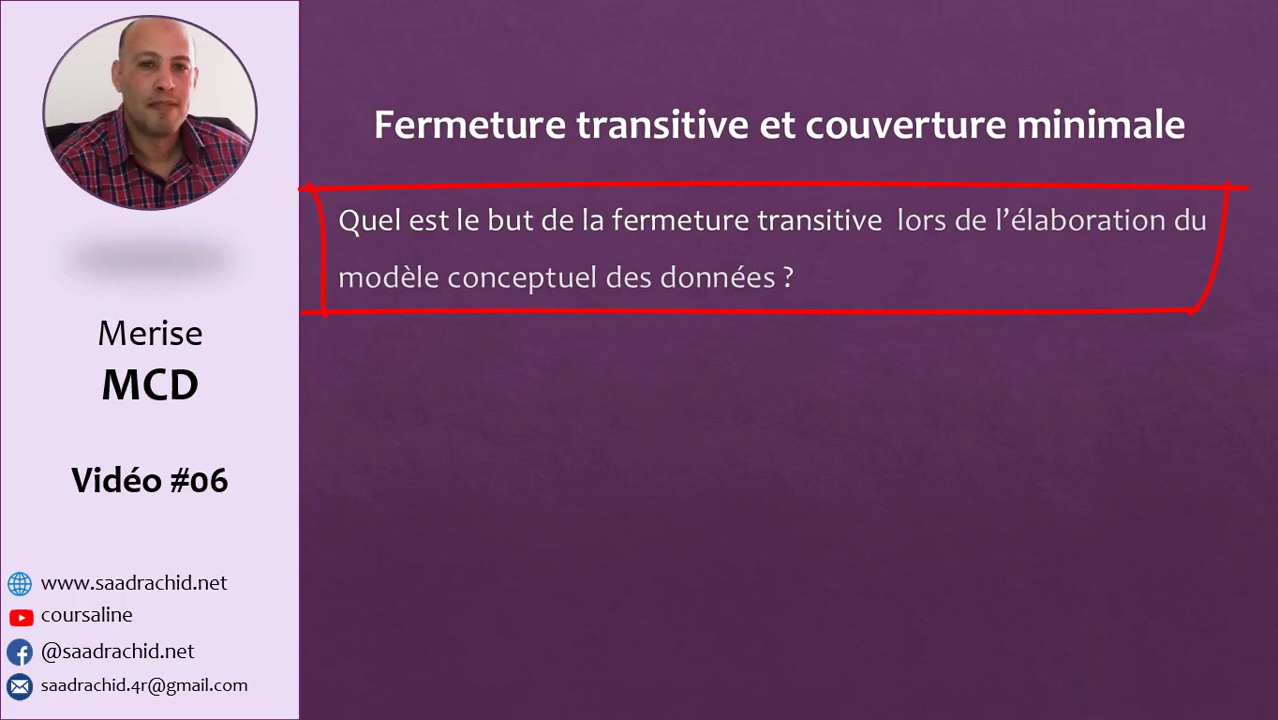 Fermeture transitive et couverture minimale
Quel est le but de la fermeture transitive lors de l’élaboration du
modèle conceptuel des données ?
Merise
MCD
Vidéo #06
www.saadrachid.net
coursaline
@saadrachid.net
saadrachid.4r@gmail.com